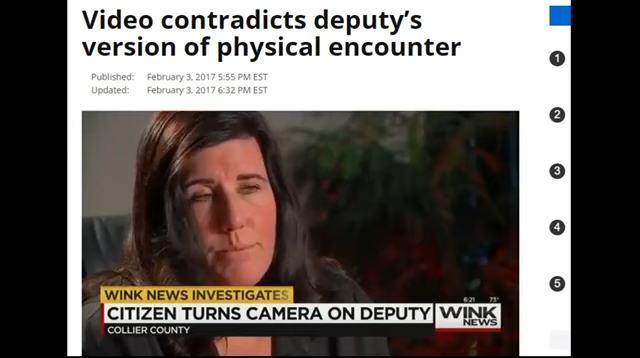 Video contradicts deputy's
version of physical encounter
Published: February 3, 2017 5:55 PM EST
Updated: February 3, 2017 6:32 PM EST
1
2
3
4
5
WINK NEWS INVESTIGATES
6:21 73°
CITIZEN TURNS CAMERA ON DEPUTY
WINK
NEWS
COLLIER COUNTY